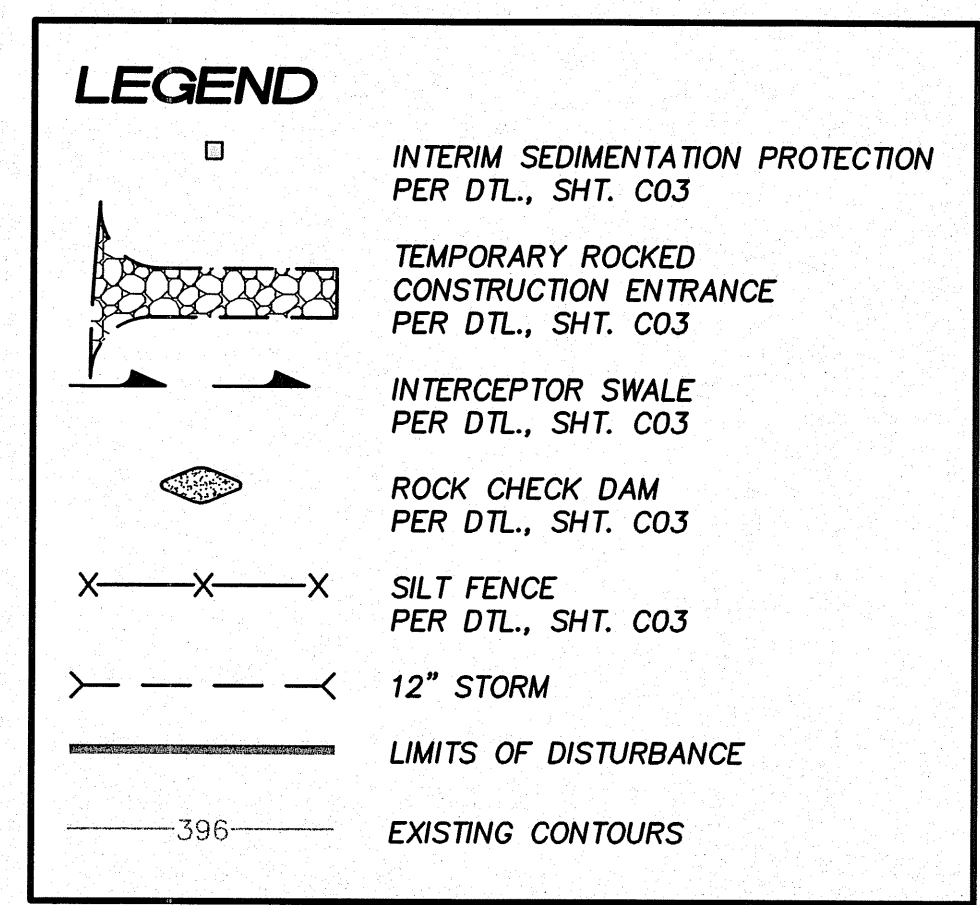 LEGEND
INTERIM SEDIMENTATION PROTECTION
PER DTL., SHT. C03
TEMPORARY ROCKED
CONSTRUCTION ENTRANCE
PER DTL., SHT. C03
INTERCEPTOR SWALE
PER DTL., SHT. C03
ROCK CHECK DAM
PER DTL., SHT. C03
X X X SILT FENCE
PER DTL., SHT. C03
12" STORM
LIMITS OF DISTURBANCE
396 EXISTING CONTOURS